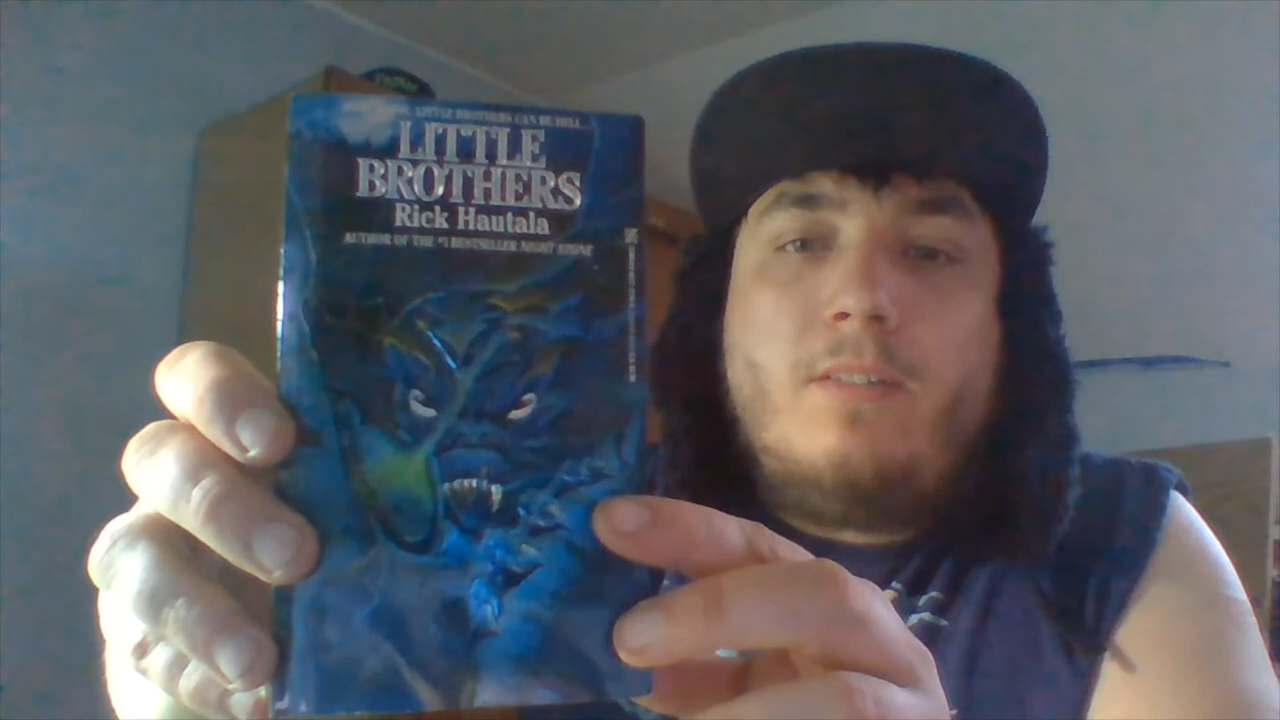 LITTLE BROTHERS CAN BE HELL...
LITTLE
BROTHERS
Rick Hautala
AUTHOR OF THE #1 BESTSELLER NIGHT STONE